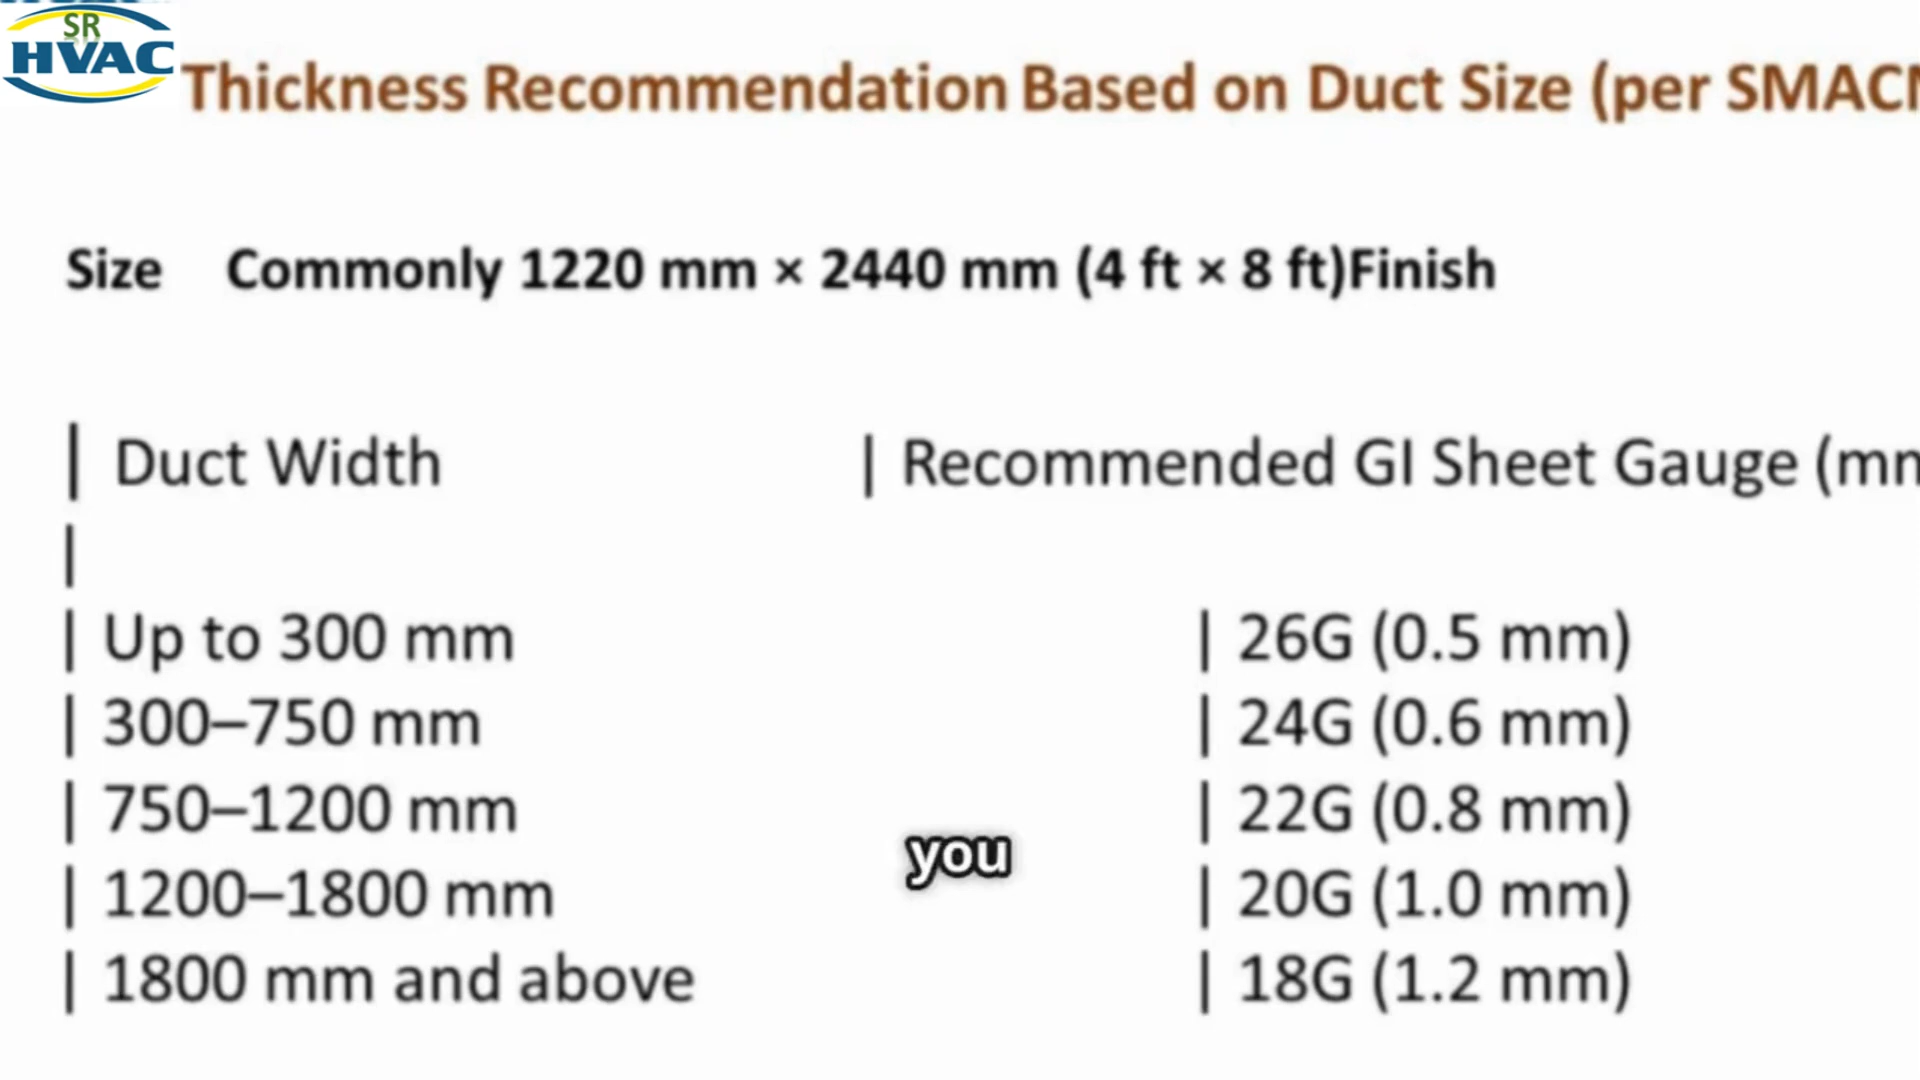 SR
HVAC
Thickness Recommendation Based on Duct Size (per SMAC
Size Commonly 1220 mm × 2440 mm (4 ft × 8 ft)Finish
| Duct Width | Recommended GI Sheet Gauge (mm
|
| Up to 300 mm | 26G (0.5 mm)
| 300–750 mm | 24G (0.6 mm)
| 750–1200 mm | 22G (0.8 mm)
you
| 1200–1800 mm | 20G (1.0 mm)
| 1800 mm and above | 18G (1.2 mm)